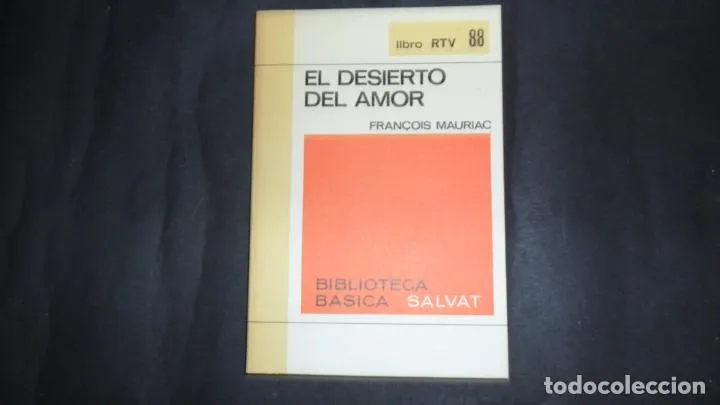 libro RTV 88
EL DESIERTO
DEL AMOR
FRANÇOIS MAURIAC
BIBLIOTECA
BASICA SALVAT
todocoleccion